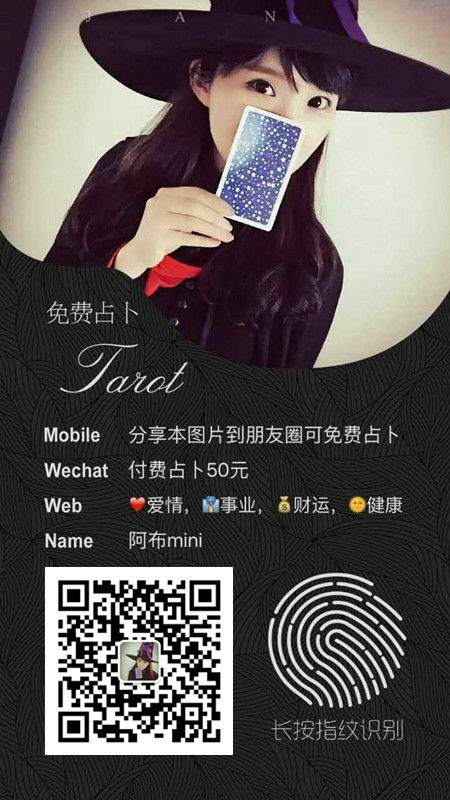 J A N E
免费占卜
Tarot
Mobile 分享本图片到朋友圈可免费占卜
Wechat 付费占卜50元
Web ❤️爱情，👔事业，💰财运，🌞健康
Name 阿布mini
长按指纹识别